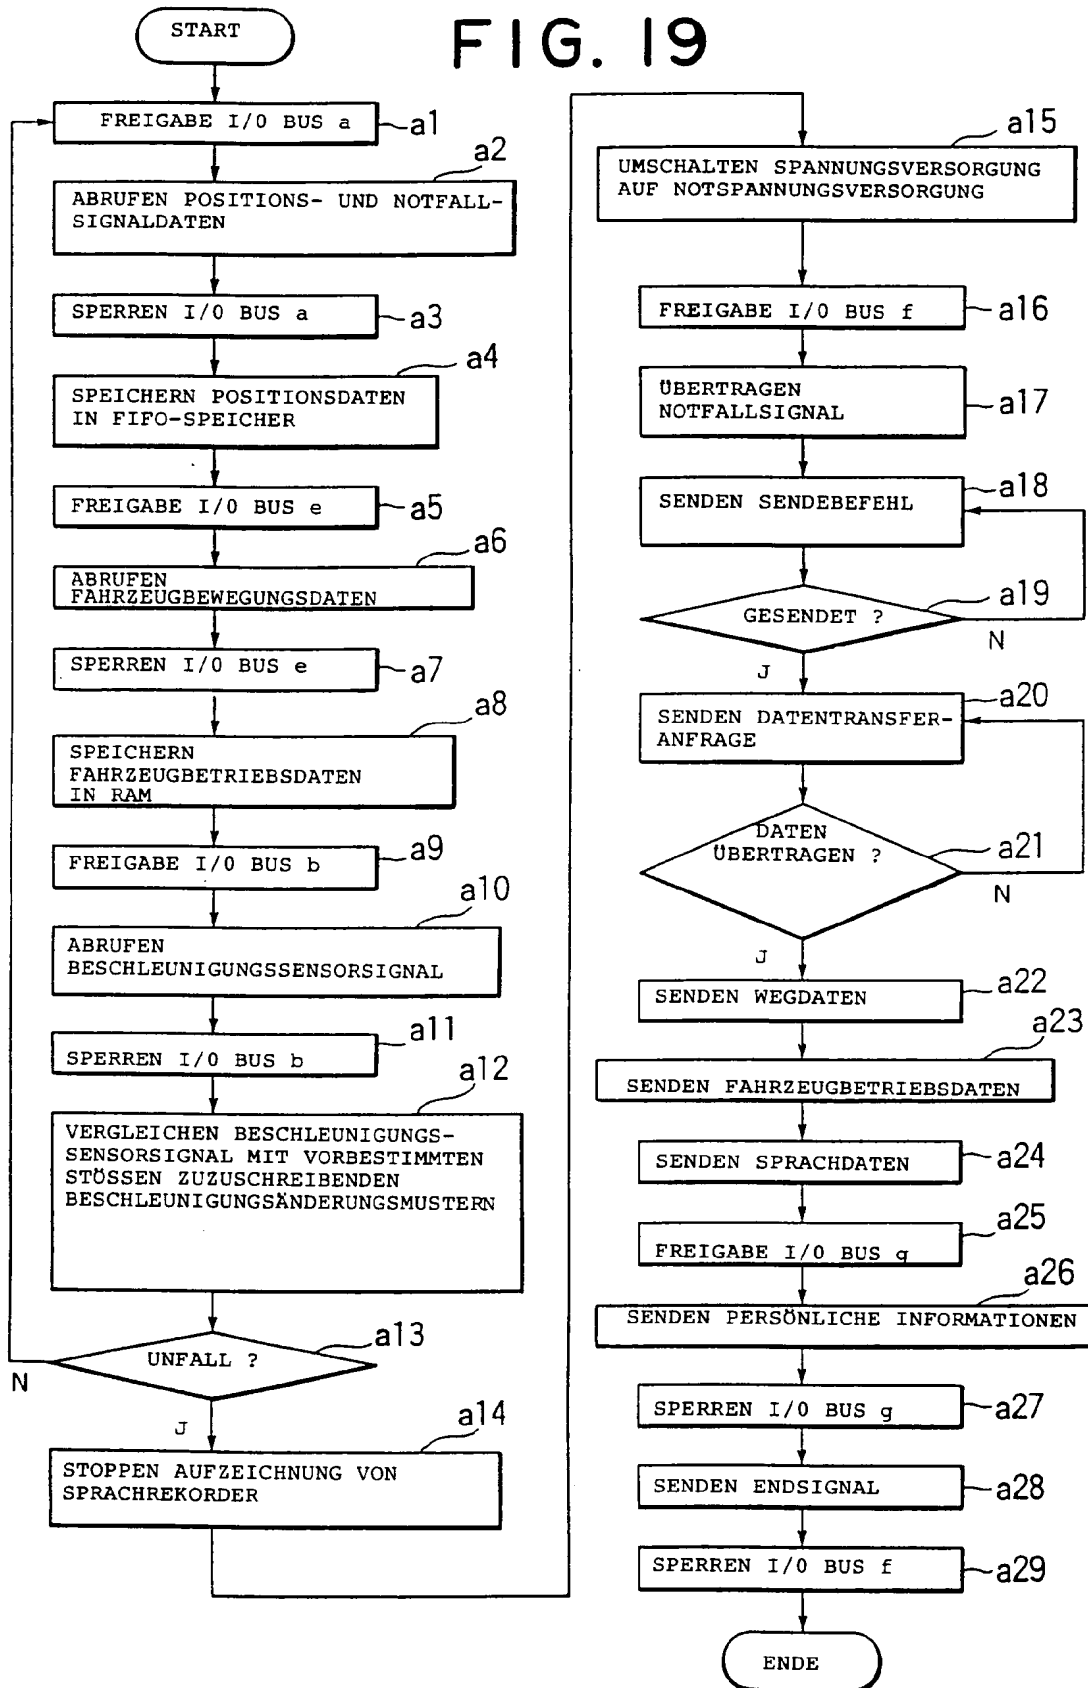 FIG. 19
START
FREIGABE I/O BUS a
a1
a2
ABRUFEN POSITIONS- UND NOTFALL-
SIGNALDATEN
SPERREN I/O BUS a
a3
a4
SPEICHERN POSITIONSDATEN
IN FIFO-SPEICHER
FREIGABE I/O BUS e
a5
a6
ABRUFEN
FAHRZEUGBEWEGUNGSDATEN
SPERREN I/O BUS e
a7
a8
SPEICHERN
FAHRZEUGBETRIEBSDATEN
IN RAM
FREIGABE I/O BUS b
a9
a10
ABRUFEN
BESCHLEUNIGUNGSSENSORSIGNAL
SPERREN I/O BUS b
a11
a12
VERGLEICHEN BESCHLEUNIGUNGS-
SENSORSIGNAL MIT VORBESTIMMTEN
STÖSSEN ZUZUSCHREIBENDEN
BESCHLEUNIGUNGSÄNDERUNGSMUSTERN
UNFALL ?
a13
N
J
a14
STOPPEN AUFZEICHNUNG VON
SPRACHREKORDER
a15
UMSCHALTEN SPANNUNGSVERSORGUNG
AUF NOTSPANNUNGSVERSORGUNG
FREIGABE I/O BUS f
a16
ÜBERTRAGEN
NOTFALLSIGNAL
a17
SENDEN SENDEBEFEHL
a18
GESENDET ?
a19
N
J
a20
SENDEN DATENTRANSFER-
ANFRAGE
DATEN
ÜBERTRAGEN ?
a21
N
J
SENDEN WEGDATEN
a22
a23
SENDEN FAHRZEUGBETRIEBSDATEN
SENDEN SPRACHDATEN
a24
FREIGABE I/O BUS g
a25
a26
SENDEN PERSÖNLICHE INFORMATIONEN
SPERREN I/O BUS g
a27
SENDEN ENDSIGNAL
a28
SPERREN I/O BUS f
a29
ENDE